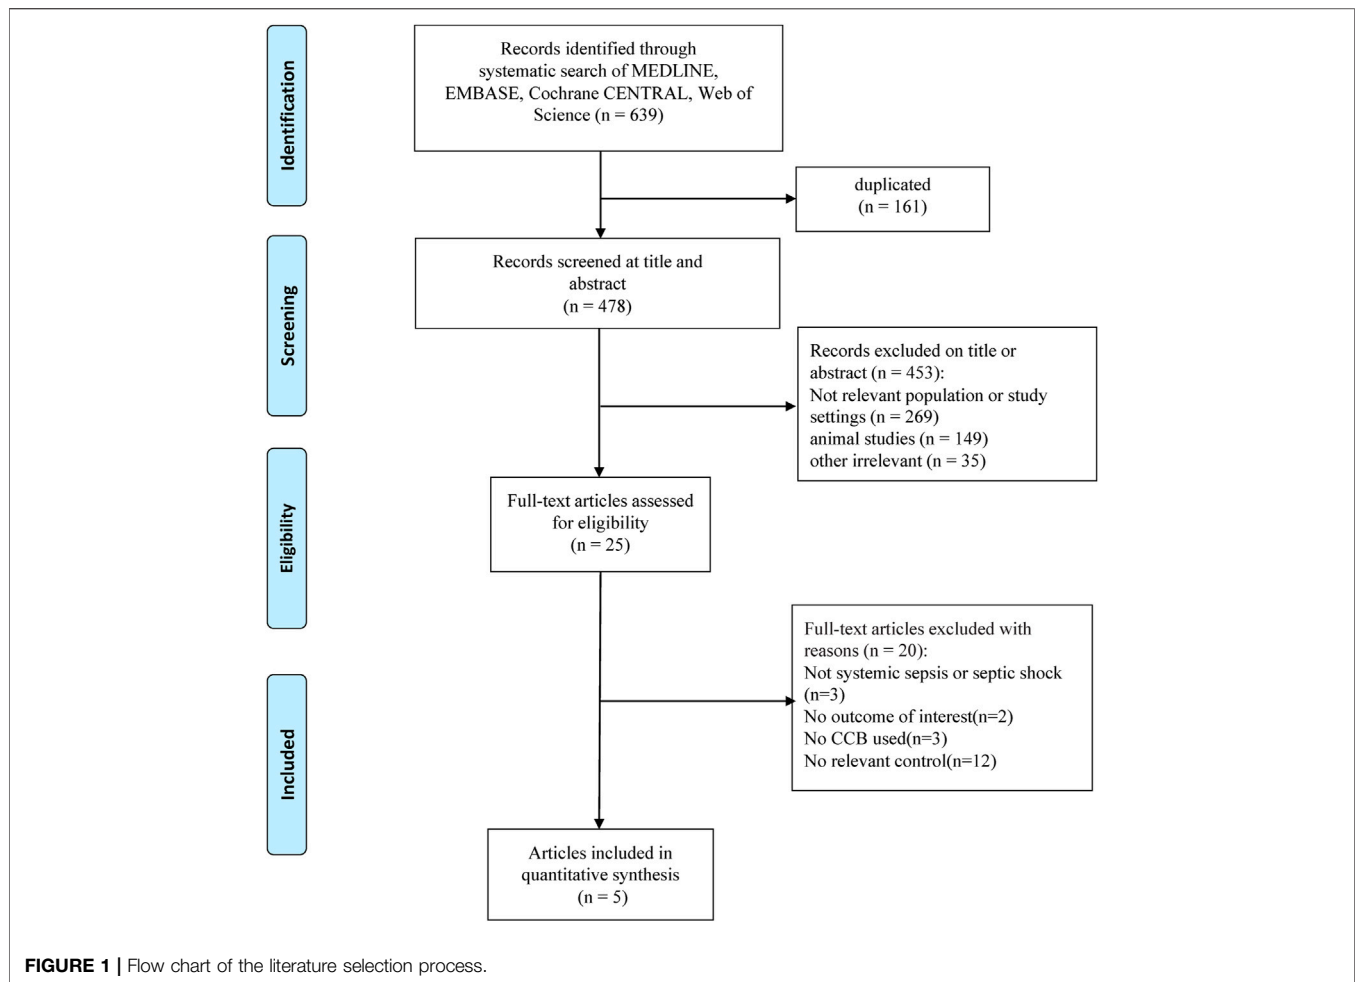 Identification
Records identified through
systematic search of MEDLINE,
EMBASE, Cochrane CENTRAL, Web of
Science (n = 639)
duplicated
(n = 161)
Screening
Records screened at title and
abstract
(n = 478)
Records excluded on title or
abstract (n = 453):
Not relevant population or study
settings (n = 269)
animal studies (n = 149)
other irrelevant (n = 35)
Eligibility
Full-text articles assessed
for eligibility
(n = 25)
Full-text articles excluded with
reasons (n = 20):
Not systemic sepsis or septic shock
(n=3)
No outcome of interest(n=2)
No CCB used(n=3)
No relevant control(n=12)
Included
Articles included in
quantitative synthesis
(n = 5)
FIGURE 1 | Flow chart of the literature selection process.